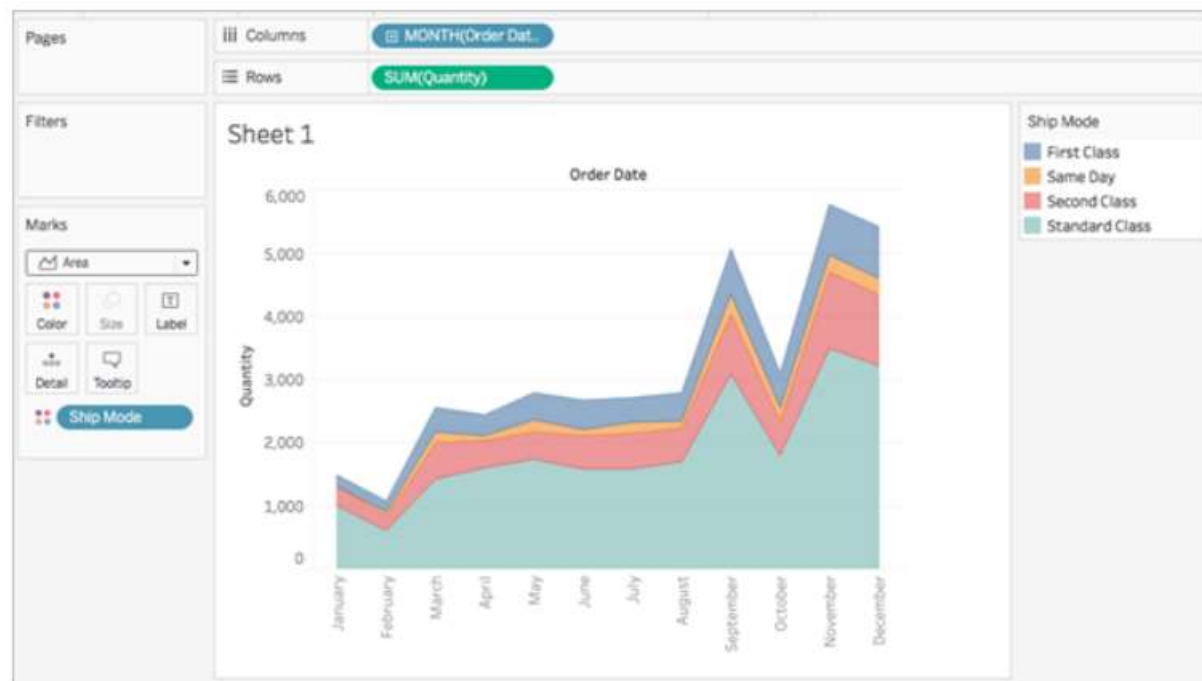 Pages
Columns
MONTH(Order Dat..
Rows
SUM(Quantity)
Filters
Marks
Area
Color
Size
Label
Detail
Tooltip
Ship Mode
Sheet 1
Order Date
Quantity
6,000
5,000
4,000
3,000
2,000
1,000
0
January
February
March
April
May
June
July
August
September
October
November
December
Ship Mode
First Class
Same Day
Second Class
Standard Class